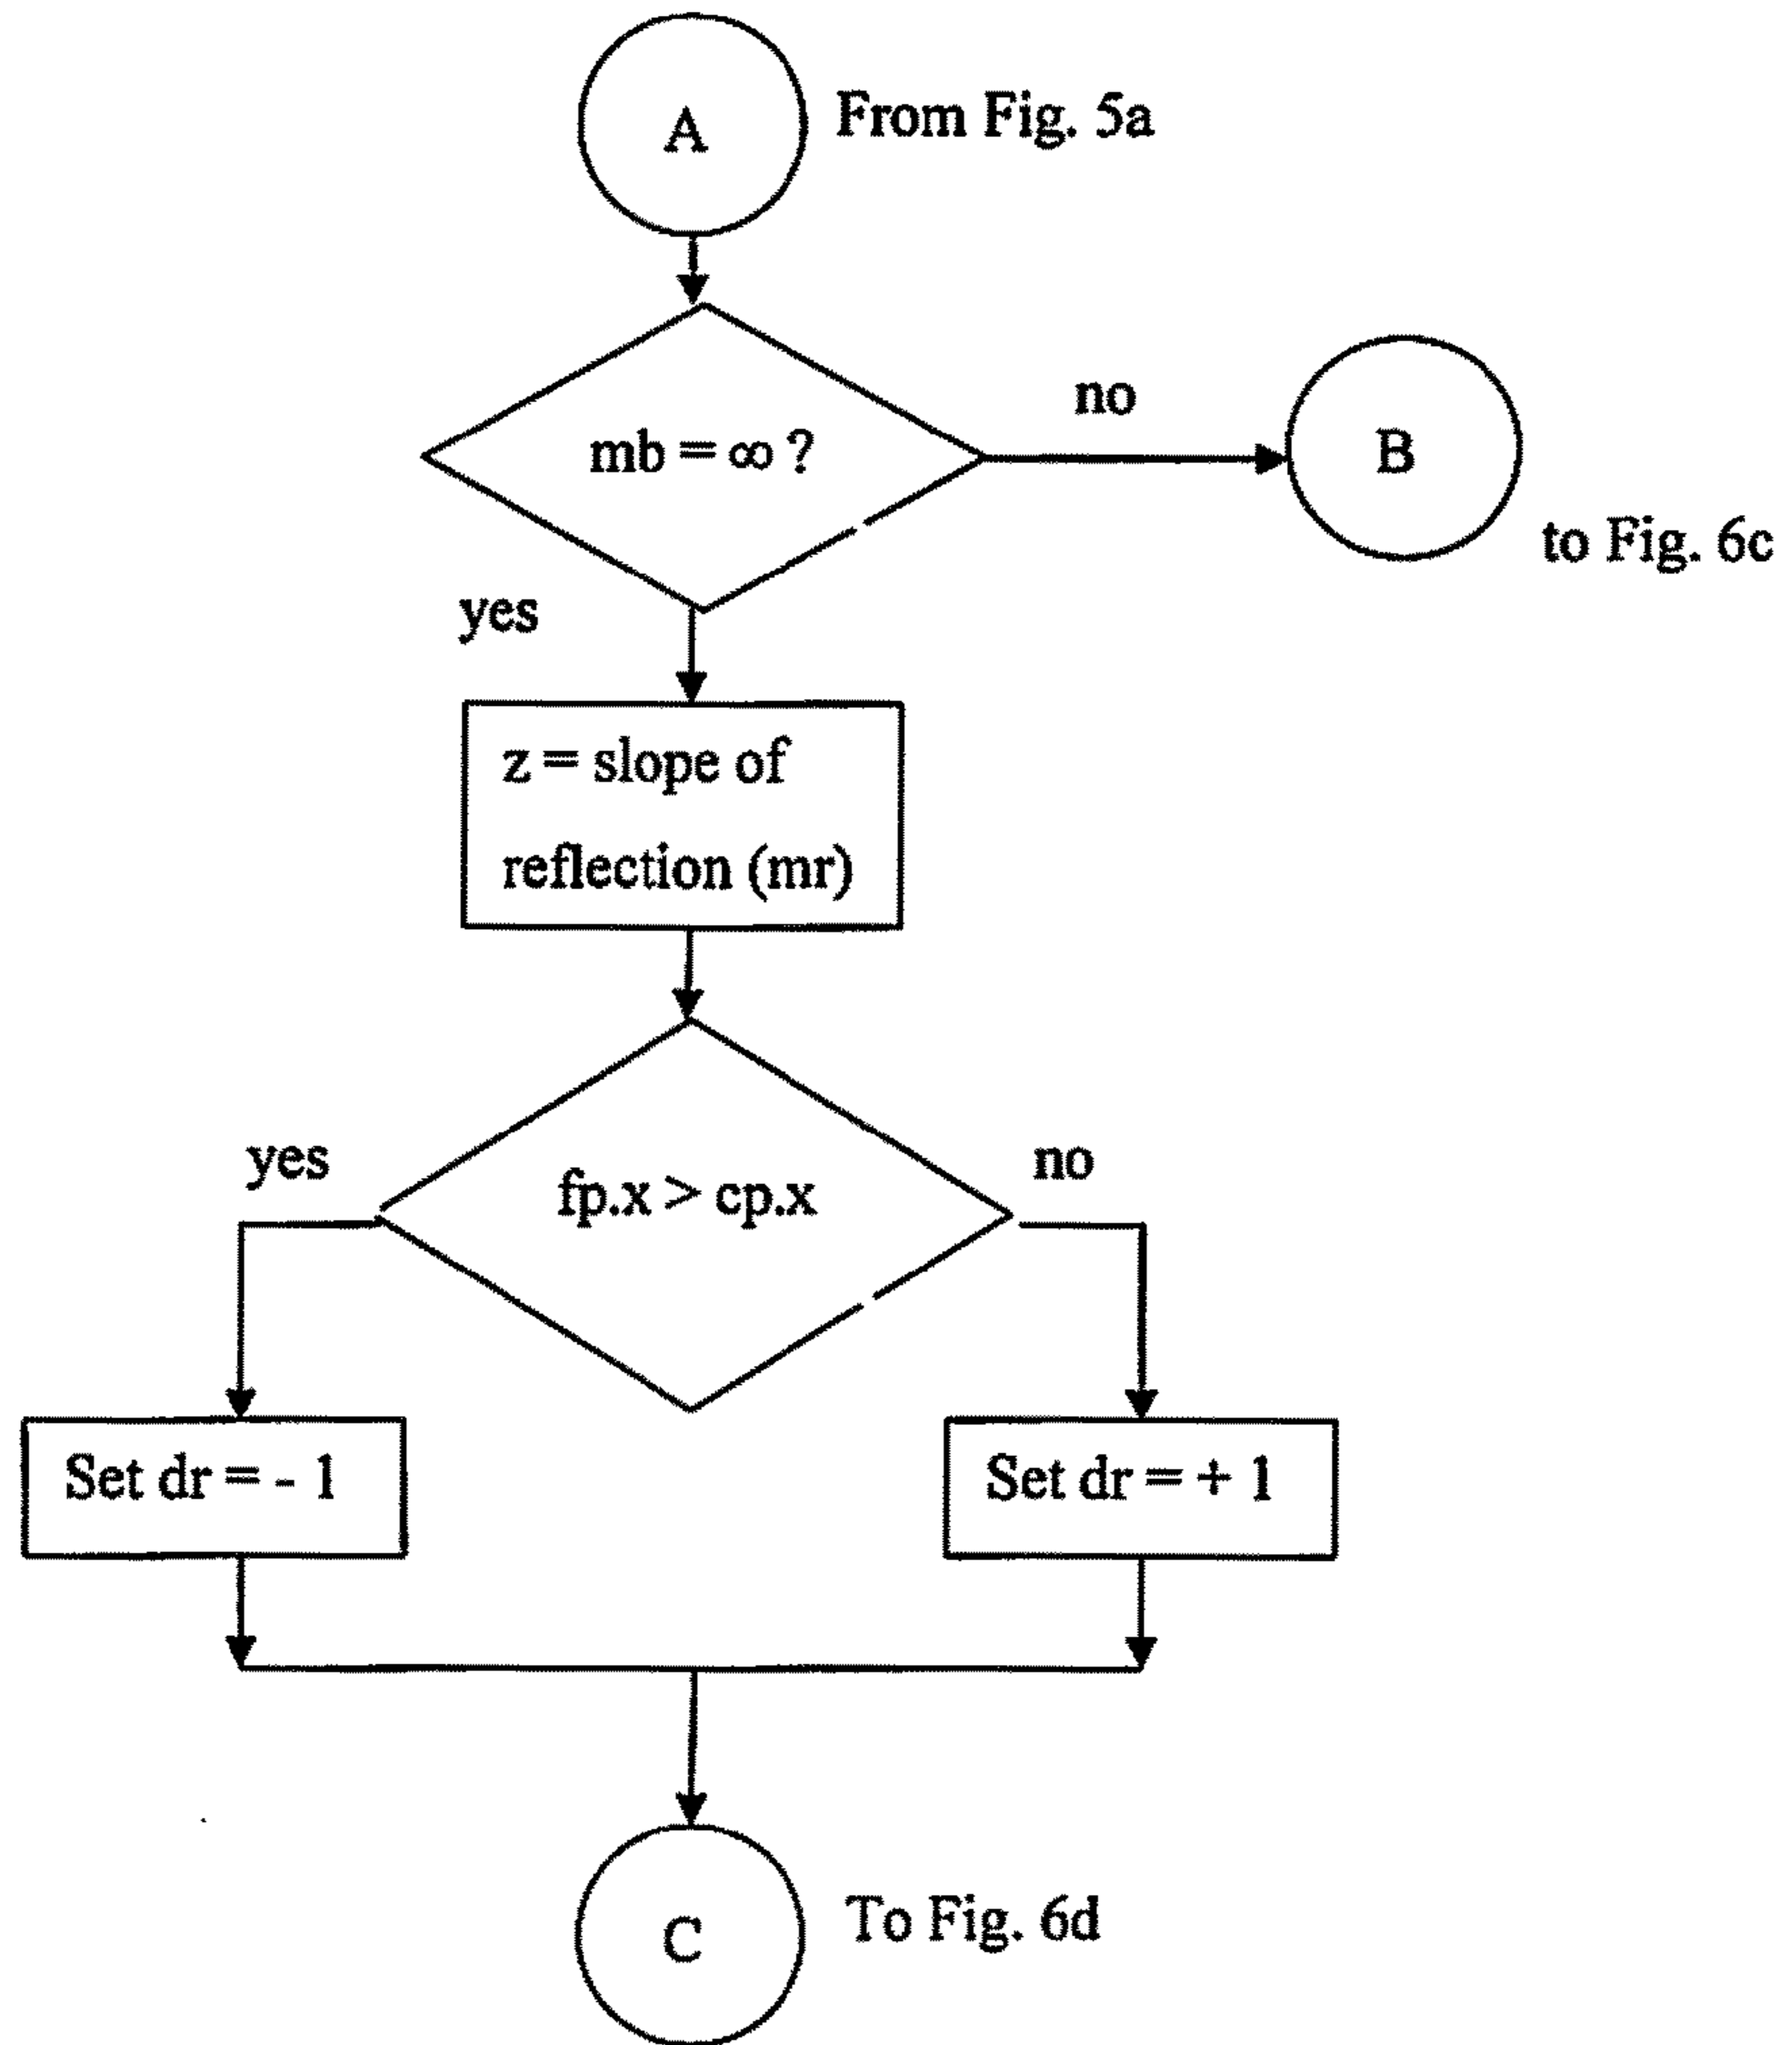 A
From Fig. 5a
mb = ∞ ?
no
B
to Fig. 6c
yes
z = slope of
reflection (mr)
yes
fp.x > cp.x
no
Set dr = - 1
Set dr = + 1
C
To Fig. 6d